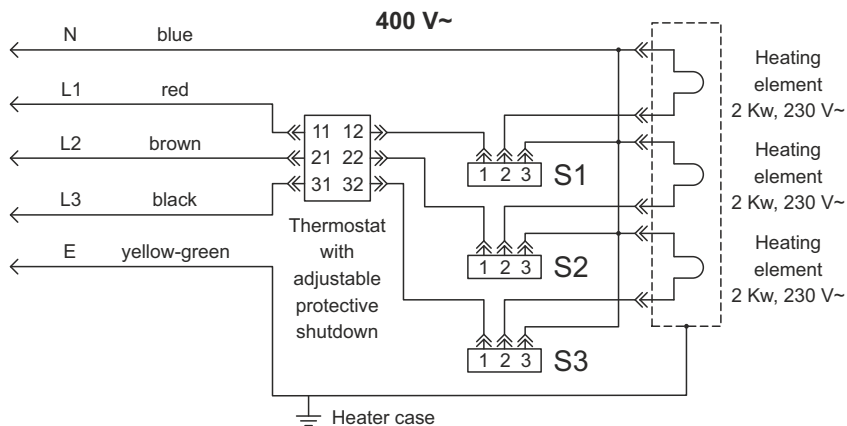 400 V~
N blue
L1 red
L2 brown
L3 black
E yellow-green
11 12
21 22
31 32
Thermostat
with
adjustable
protective
shutdown
1 2 3 S1
1 2 3 S2
1 2 3 S3
Heating
element
2 Kw, 230 V~
Heating
element
2 Kw, 230 V~
Heating
element
2 Kw, 230 V~
Heater case